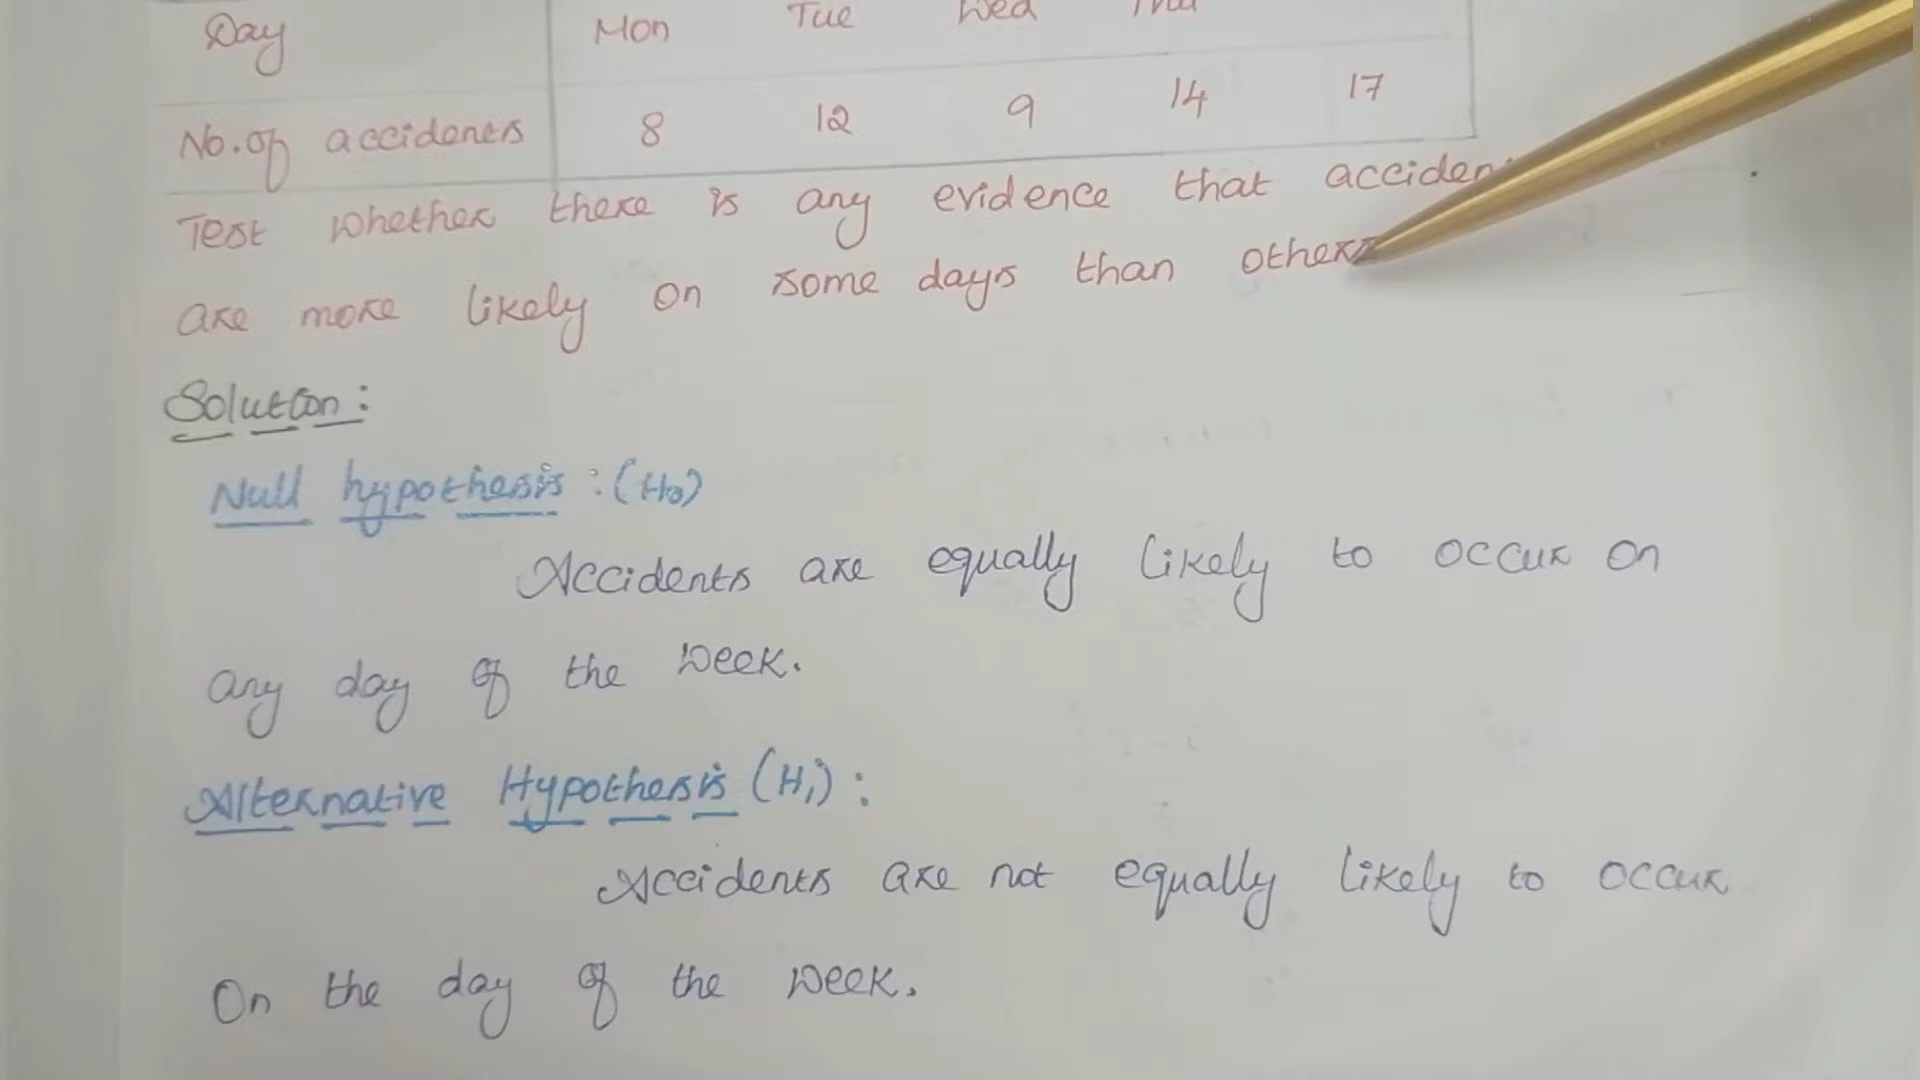 Day Mon Tue Wed Thu
No. of accidents 8 12 9 14 17
Test whether there is any evidence that acciden
are more likely on some days than others
Solution:
Null hypothesis : (H0)
Accidents are equally likely to occur on
any day of the week.
Alternative Hypothesis (H1) :
Accidents are not equally likely to occur
On the day of the week.